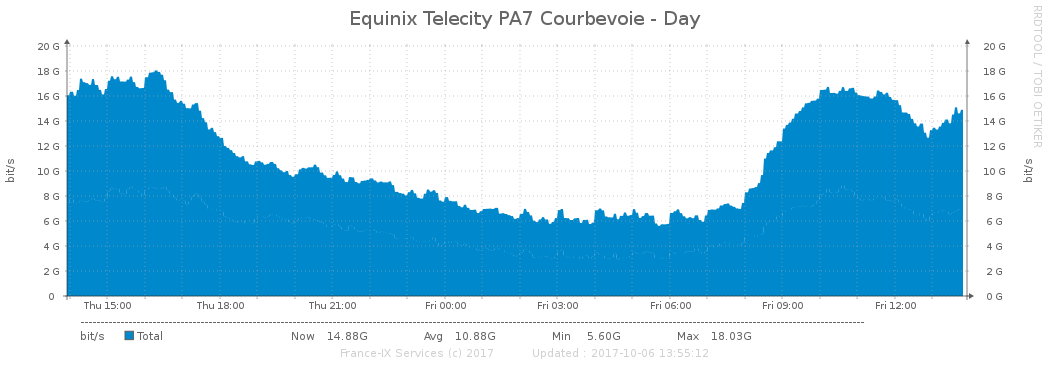 Equinix Telecity PA7 Courbevoie - Day
RRDTOOL / TOBI OETIKER
20 G 20 G
18 G 18 G
16 G 16 G
14 G 14 G
12 G 12 G
10 G 10 G
8 G 8 G
6 G 6 G
4 G 4 G
2 G 2 G
0 0 G
bit/s bit/s
Thu 15:00 Thu 18:00 Thu 21:00 Fri 00:00 Fri 03:00 Fri 06:00 Fri 09:00 Fri 12:00
bit/s Total Now 14.88G Avg 10.88G Min 5.60G Max 18.03G
France-IX Services (c) 2017 Updated : 2017-10-06 13:55:12